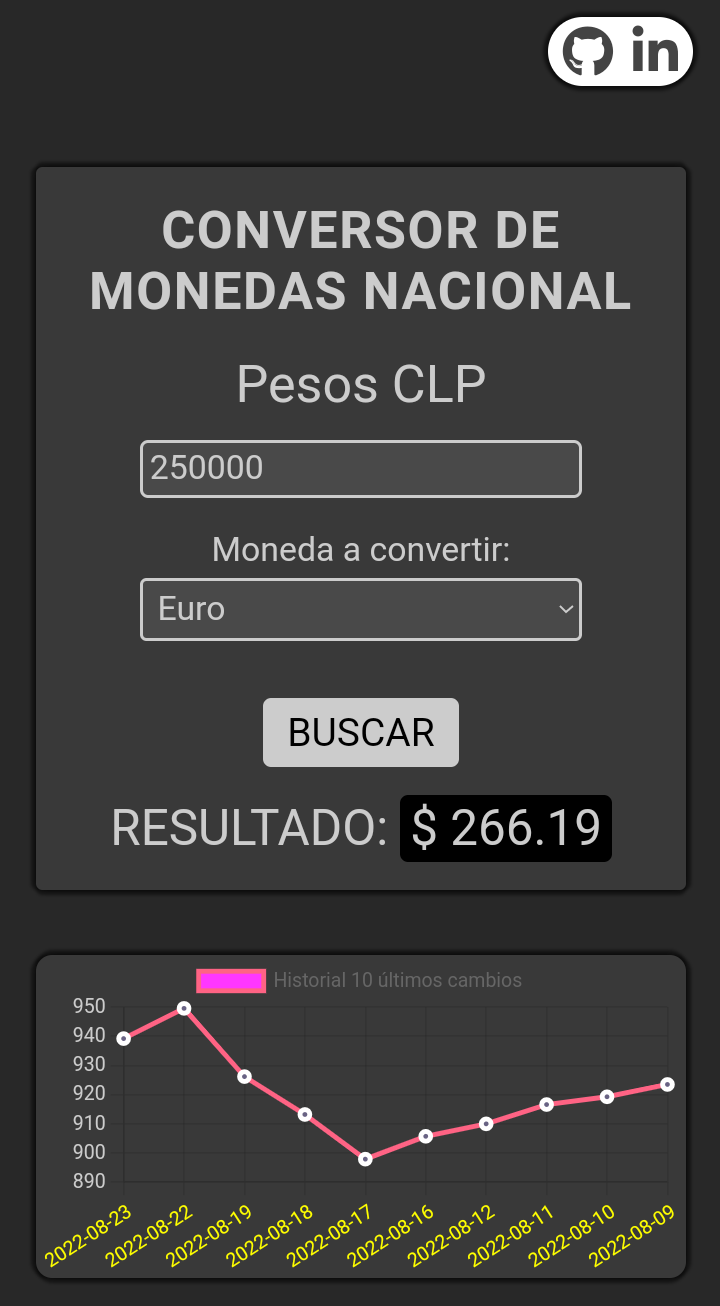 in
CONVERSOR DE
MONEDAS NACIONAL
Pesos CLP
250000
Moneda a convertir:
Euro
BUSCAR
RESULTADO: $ 266.19
Historial 10 últimos cambios
950
940
930
920
910
900
890
2022-08-23
2022-08-22
2022-08-19
2022-08-18
2022-08-17
2022-08-16
2022-08-12
2022-08-11
2022-08-10
2022-08-09